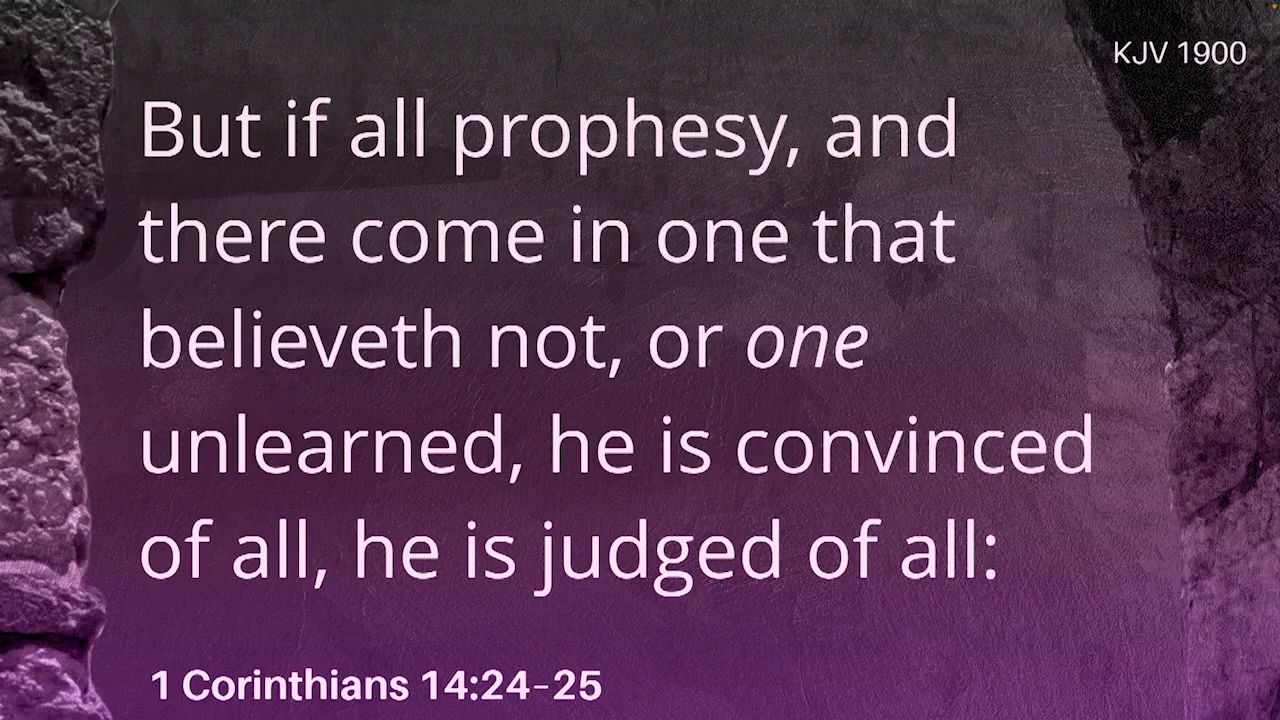 KJV 1900
But if all prophesy, and
there come in one that
believeth not, or one
unlearned, he is convinced
of all, he is judged of all:
1 Corinthians 14:24–25